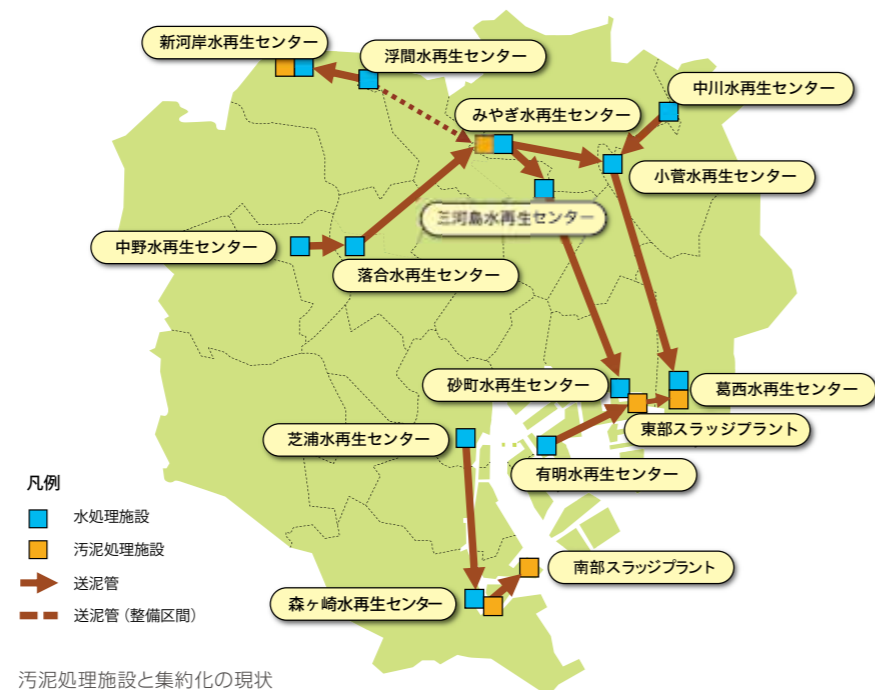 新河岸水再生センター
浮間水再生センター
中川水再生センター
みやぎ水再生センター
小菅水再生センター
三河島水再生センター
中野水再生センター
落合水再生センター
砂町水再生センター
葛西水再生センター
東部スラッジプラント
芝浦水再生センター
有明水再生センター
南部スラッジプラント
森ヶ崎水再生センター
凡例
水処理施設
汚泥処理施設
送泥管
送泥管(整備区間)
汚泥処理施設と集約化の現状